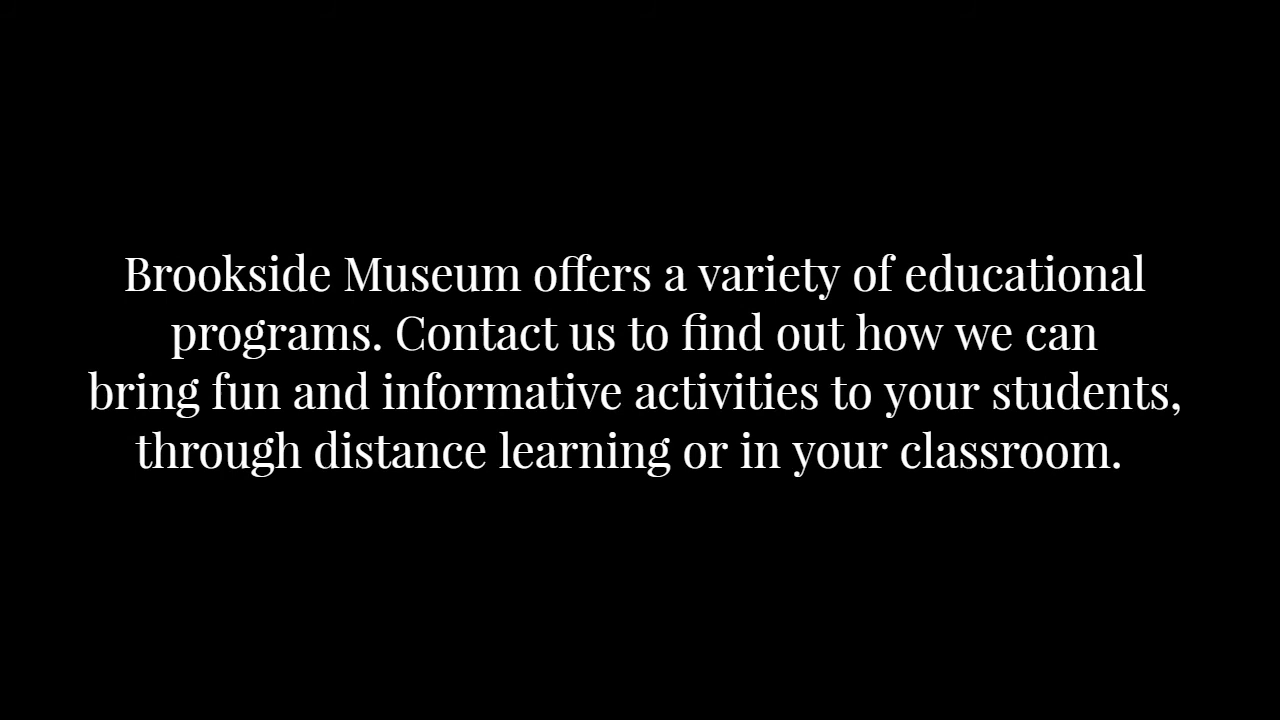 Brookside Museum offers a variety of educational
programs. Contact us to find out how we can
bring fun and informative activities to your students,
through distance learning or in your classroom.